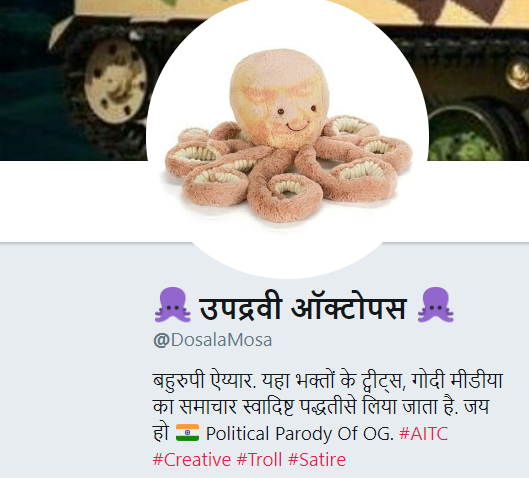 🐙 उपद्रवी ऑक्टोपस 🐙
@DosalaMosa
बहुरुपी ऐय्यार. यहा भक्तों के ट्वीट्स, गोदी मीडीया
का समाचार स्वादिष्ट पद्धतीसे लिया जाता है. जय
हो 🇮🇳 Political Parody Of OG. #AITC
#Creative #Troll #Satire